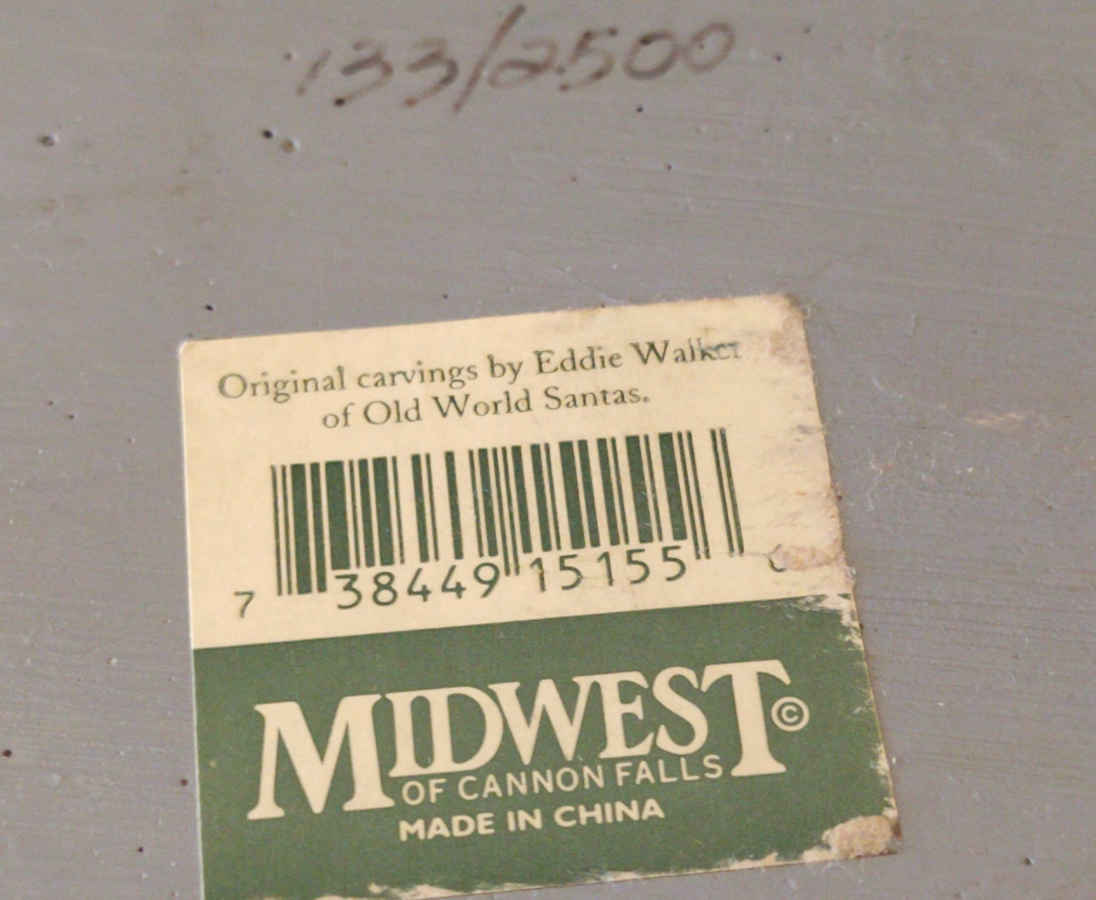 133/2500
Original carvings by Eddie Walker
of Old World Santas.
7 38449 15155
MIDWEST©
OF CANNON FALLS
MADE IN CHINA